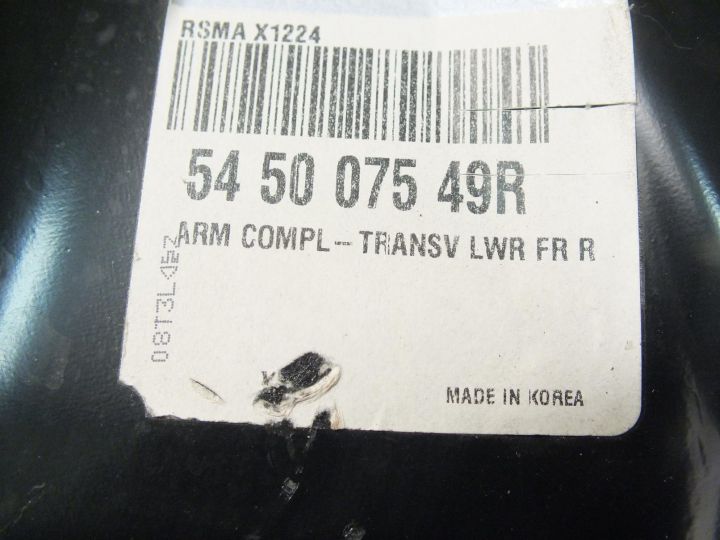 RSMA X1224
54 50 075 49R
ARM COMPL-TRANSV LWR FR R
MADE IN KOREA